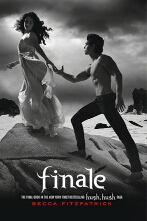 finale
THE FINAL BOOK IN THE NEW YORK TIMES BESTSELLING hush, hush SAGA
BECCA FITZPATRICK